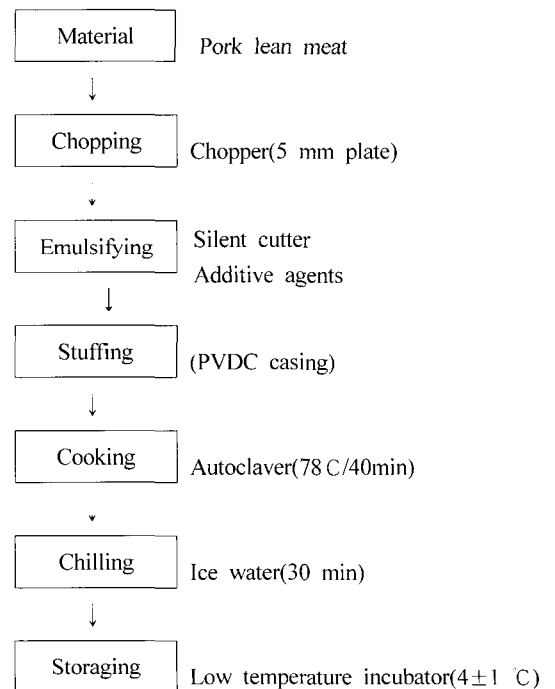 Material
Pork lean meat
↓
Chopping
Chopper(5 mm plate)
↓
Emulsifying
Silent cutter
Additive agents
↓
Stuffing
(PVDC casing)
↓
Cooking
Autoclaver(78 C/40min)
↓
Chilling
Ice water(30 min)
↓
Storaging
Low temperature incubator(4±1 ℃)